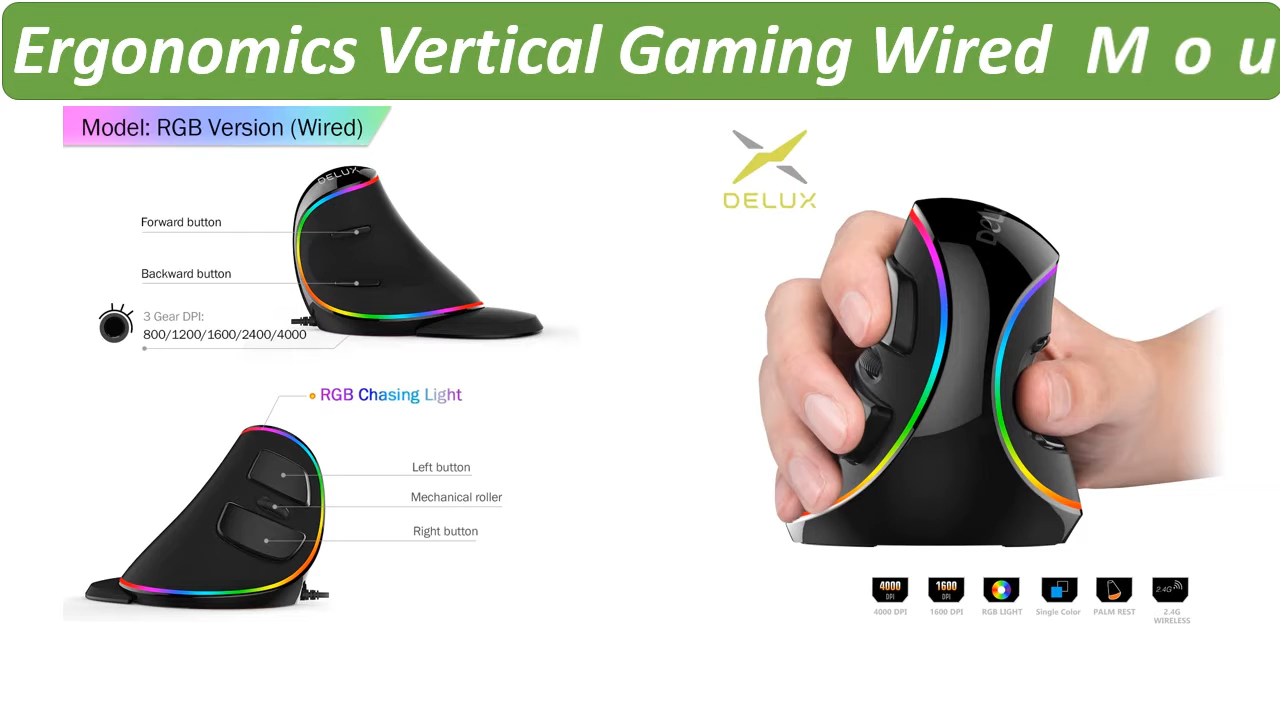 Ergonomics Vertical Gaming Wired M o u
Model: RGB Version (Wired)
DELUX
Forward button
Backward button
3 Gear DPI:
800/1200/1600/2400/4000
RGB Chasing Light
Left button
Mechanical roller
Right button
DELUX
4000
DPI
4000 DPI
1600
DPI
1600 DPI
RGB LIGHT
Single Color
PALM REST
2.4G
2.4G
WIRELESS